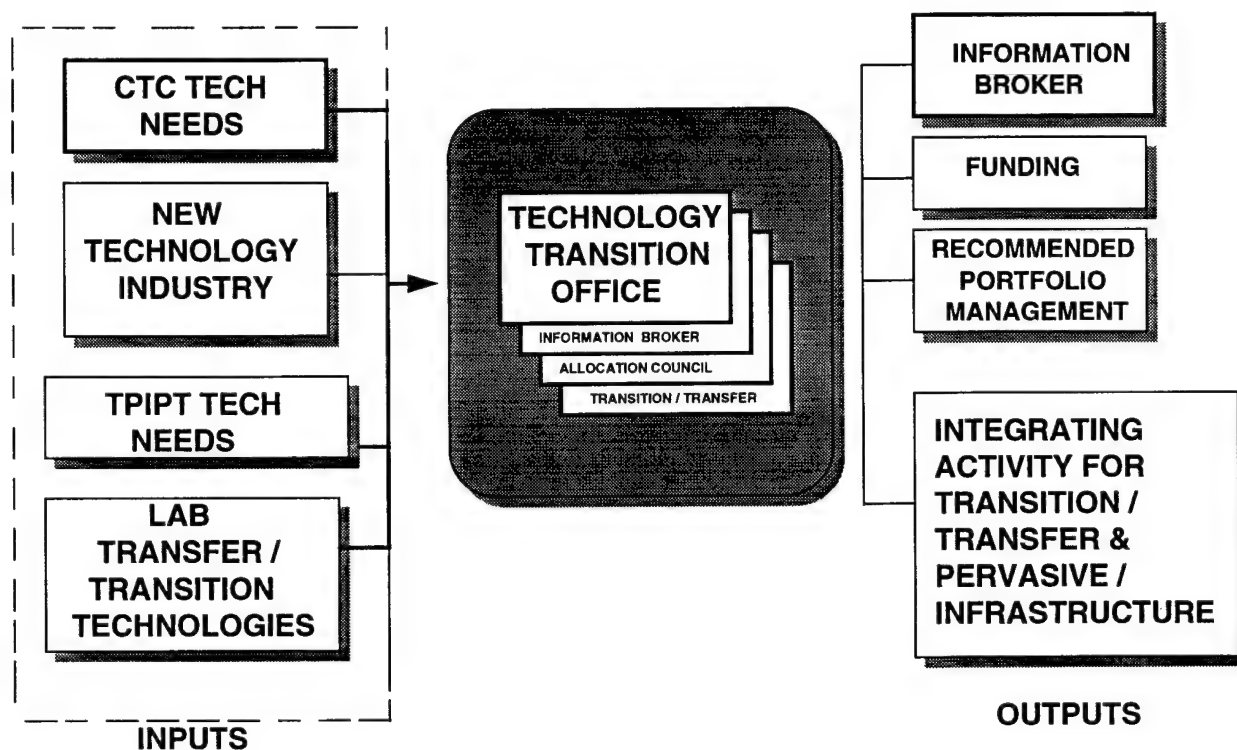 CTC TECH
NEEDS
NEW
TECHNOLOGY
INDUSTRY
TPIPT TECH
NEEDS
LAB
TRANSFER /
TRANSITION
TECHNOLOGIES
INPUTS
TECHNOLOGY
TRANSITION
OFFICE
INFORMATION BROKER
ALLOCATION COUNCIL
TRANSITION / TRANSFER
INFORMATION
BROKER
FUNDING
RECOMMENDED
PORTFOLIO
MANAGEMENT
INTEGRATING
ACTIVITY FOR
TRANSITION /
TRANSFER &
PERVASIVE /
INFRASTRUCTURE
OUTPUTS